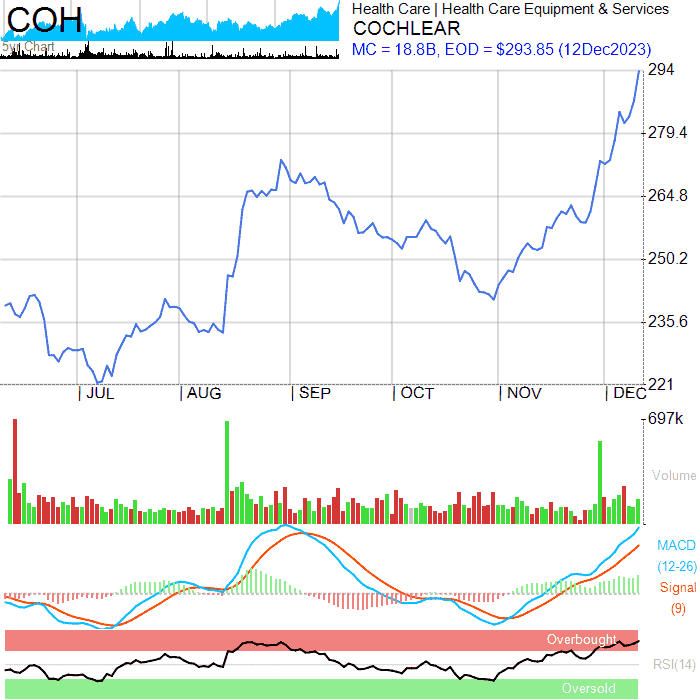 COH
5yr Chart
Health Care | Health Care Equipment & Services
COCHLEAR
MC = 18.8B, EOD = $293.85 (12Dec2023)
294
279.4
264.8
250.2
235.6
221
| JUL | AUG | SEP | OCT | NOV | DEC
697k
Volume
MACD
(12-26)
Signal
(9)
Overbought
RSI(14)
Oversold